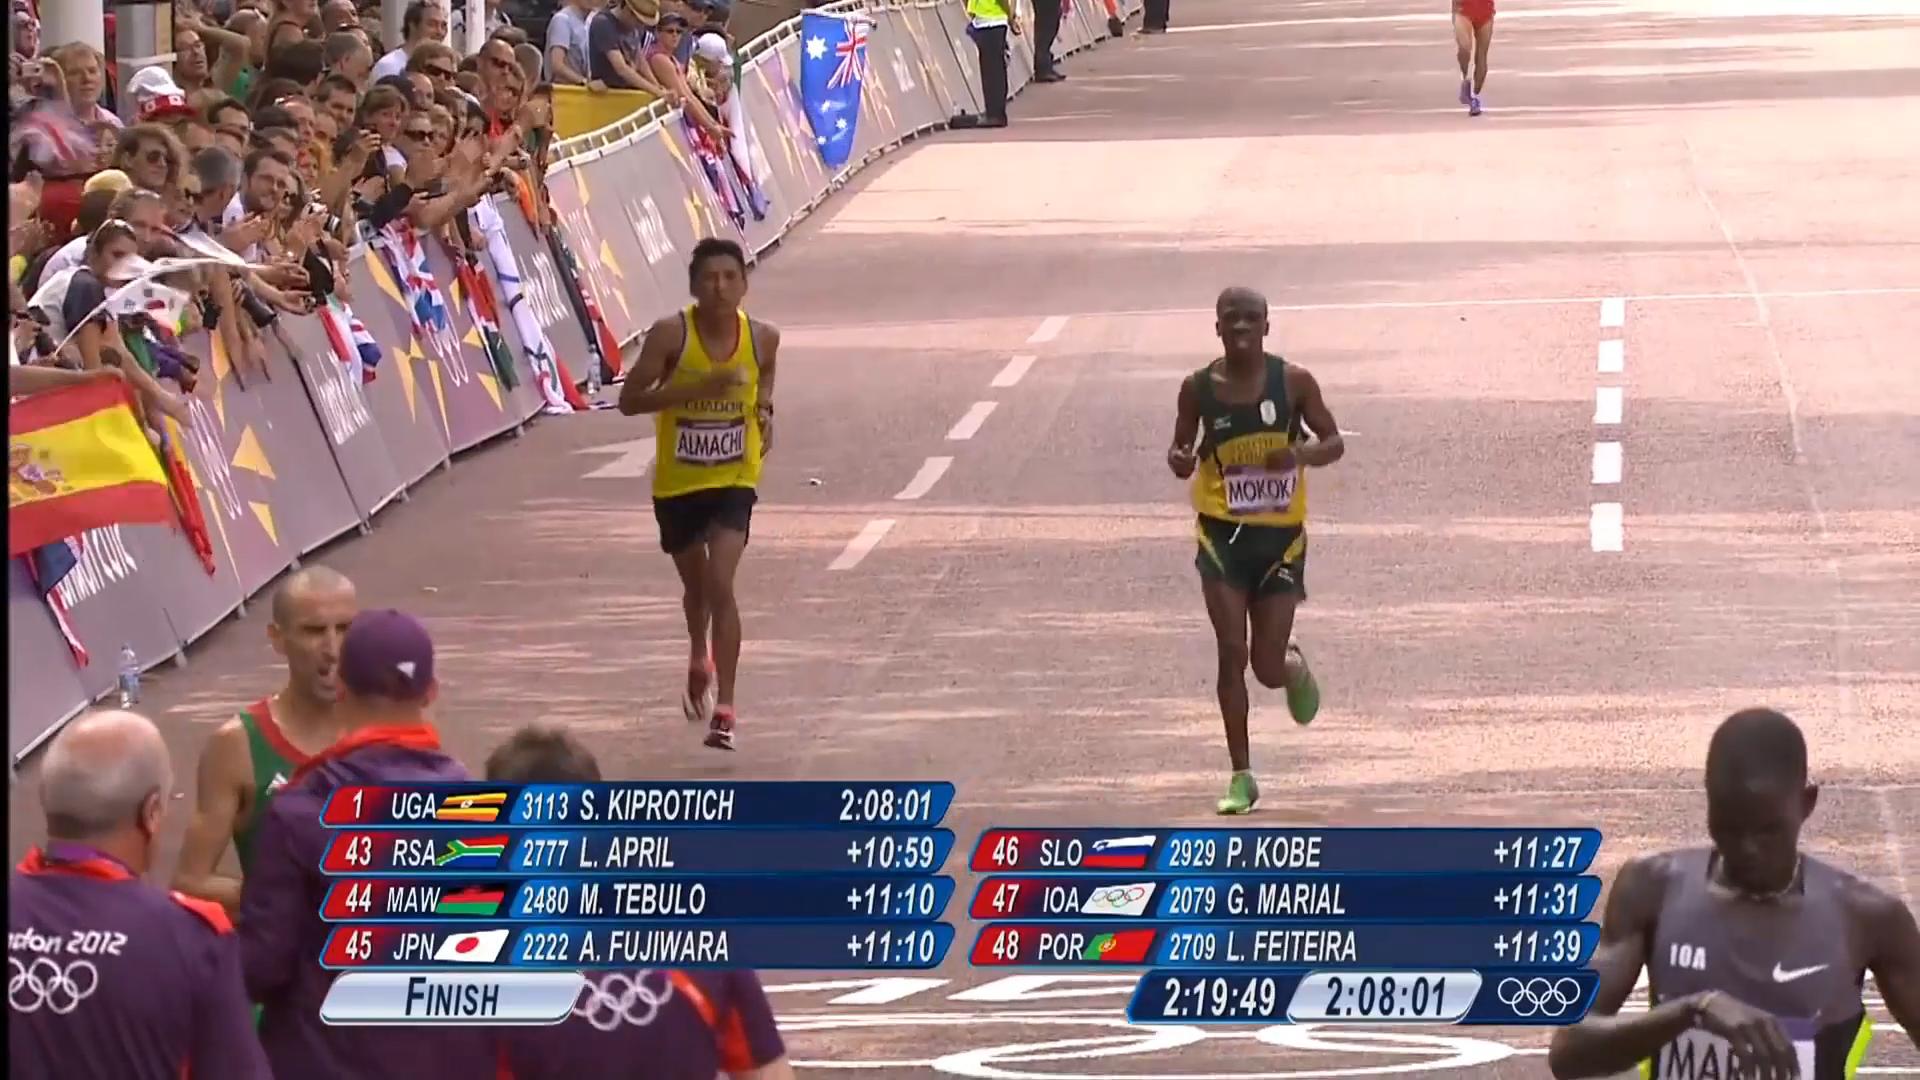 ALMACHI
MOKOKA
1 UGA 3113 S. KIPROTICH 2:08:01
43 RSA 2777 L. APRIL +10:59
44 MAW 2480 M. TEBULO +11:10
45 JPN 2222 A. FUJIWARA +11:10
46 SLO 2929 P. KOBE +11:27
47 IOA 2079 G. MARIAL +11:31
48 POR 2709 L. FEITEIRA +11:39
FINISH
2:19:49 2:08:01
IOA
2012